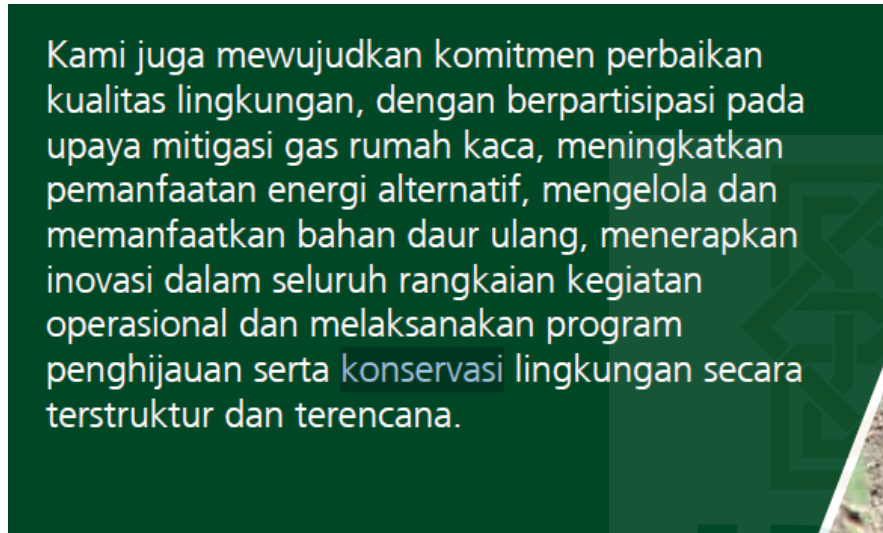 Kami juga mewujudkan komitmen perbaikan
kualitas lingkungan, dengan berpartisipasi pada
upaya mitigasi gas rumah kaca, meningkatkan
pemanfaatan energi alternatif, mengelola dan
memanfaatkan bahan daur ulang, menerapkan
inovasi dalam seluruh rangkaian kegiatan
operasional dan melaksanakan program
penghijauan serta konservasi lingkungan secara
terstruktur dan terencana.